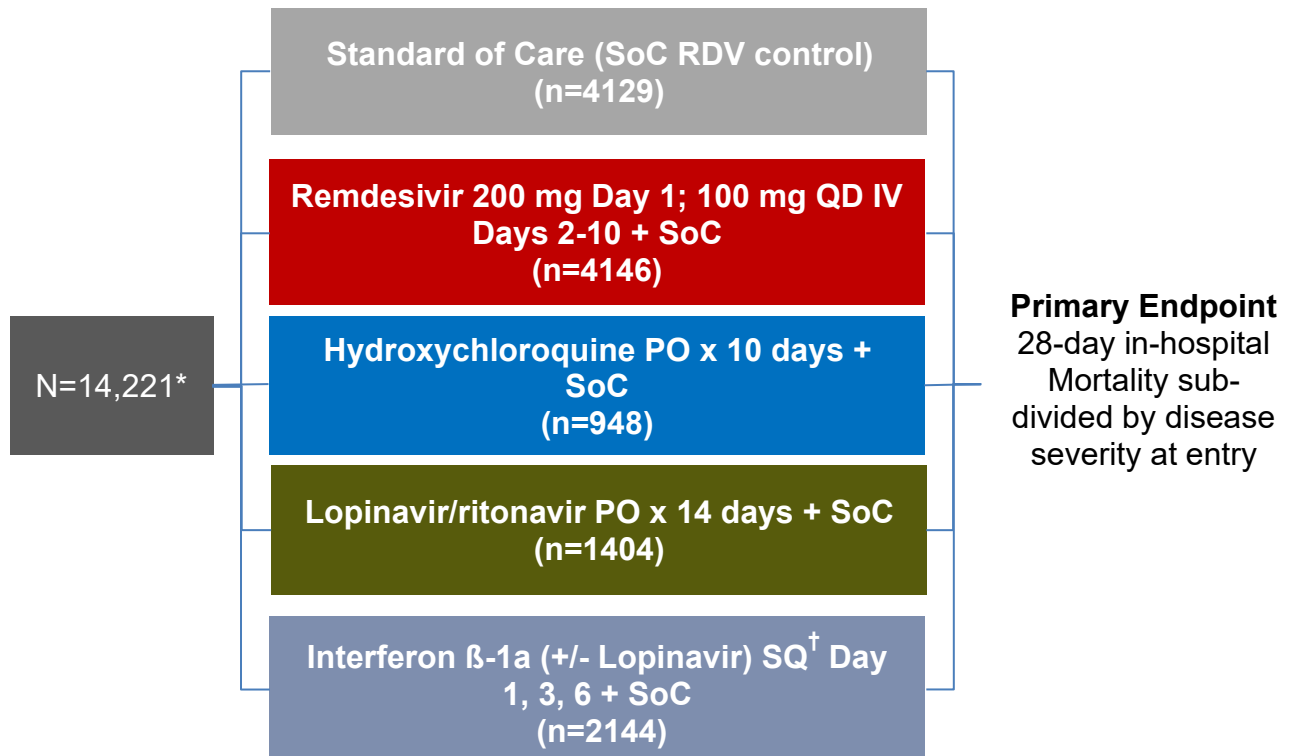 Standard of Care (SoC RDV control)
(n=4129)
Remdesivir 200 mg Day 1; 100 mg QD IV
Days 2-10 + SoC
(n=4146)
N=14,221*
Hydroxychloroquine PO x 10 days +
SoC
(n=948)
Lopinavir/ritonavir PO x 14 days + SoC
(n=1404)
Interferon ß-1a (+/- Lopinavir) SQ† Day
1, 3, 6 + SoC
(n=2144)
Primary Endpoint
28-day in-hospital
Mortality sub-
divided by disease
severity at entry